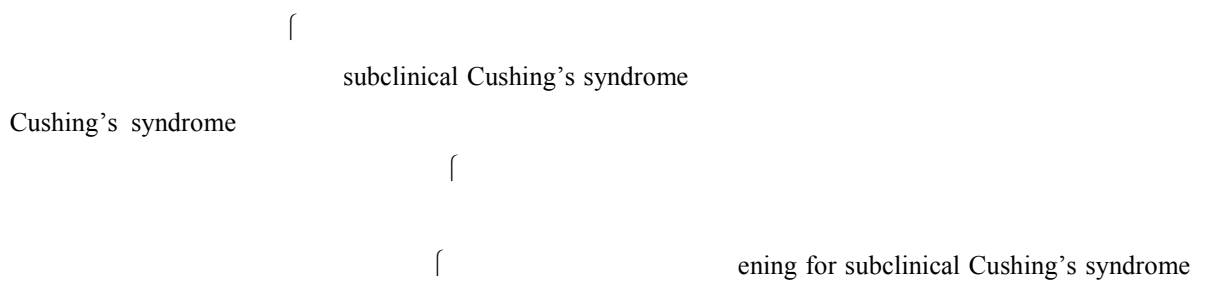 ⌠
subclinical Cushing’s syndrome
Cushing’s syndrome
⌠
⌠ ening for subclinical Cushing’s syndrome